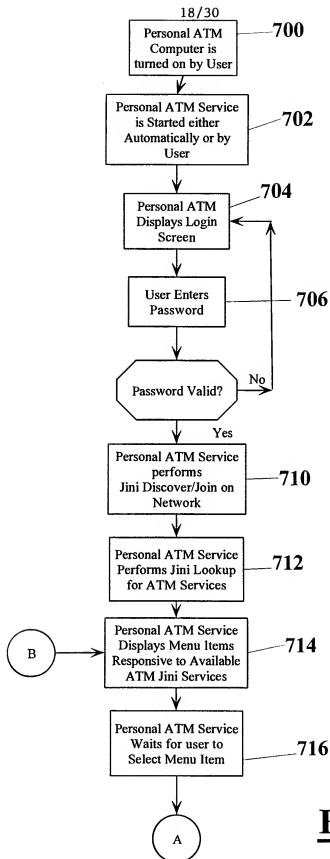 18/30
Personal ATM
Computer is
turned on by User
700
Personal ATM Service
is Started either
Automatically or by
User
702
704
Personal ATM
Displays Login
Screen
User Enters
Password
706
Password Valid?
No
Yes
Personal ATM Service
performs
Jini Discover/Join on
Network
710
Personal ATM Service
Performs Jini Lookup
for ATM Services
712
Personal ATM Service
Displays Menu Items
Responsive to Available
ATM Jini Services
714
B
Personal ATM Service
Waits for user to
Select Menu Item
716
A